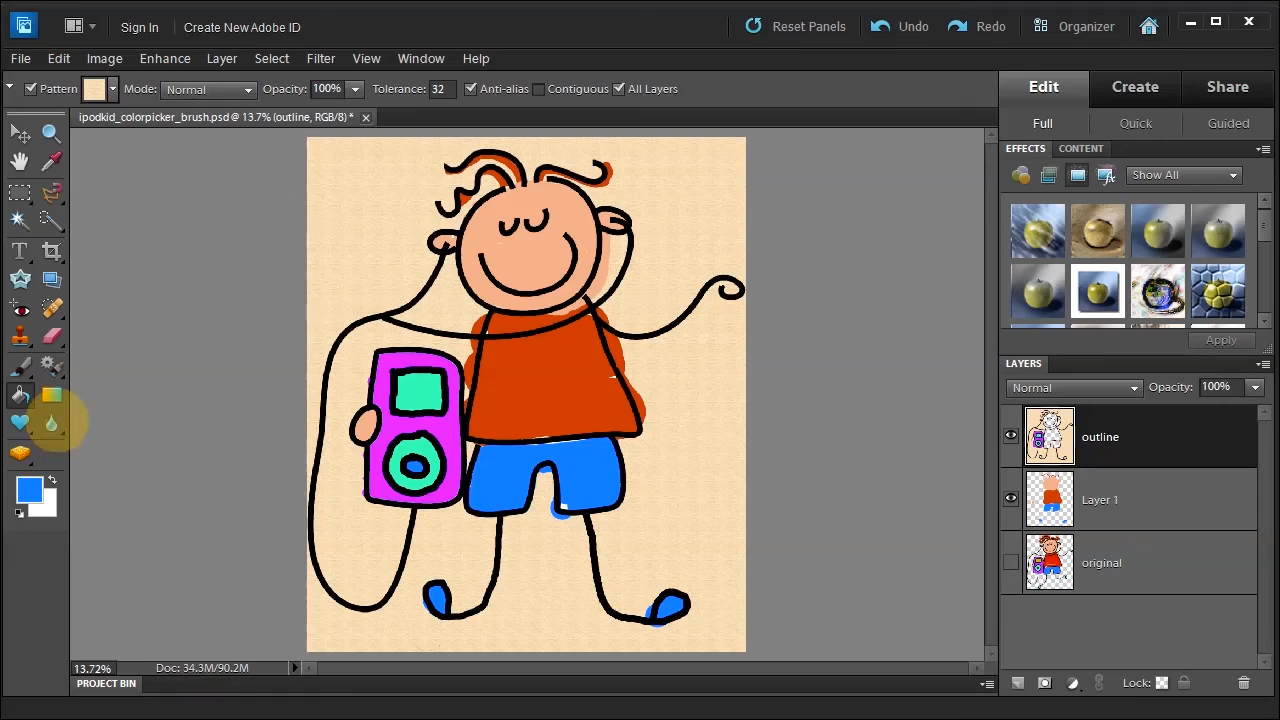 Sign In
Create New Adobe ID
Reset Panels
Undo
Redo
Organizer
File Edit Image Enhance Layer Select Filter View Window Help
Pattern Mode: Normal Opacity: 100% Tolerance: 32 Anti-alias Contiguous All Layers
Edit Create Share
ipodkid_colorpicker_brush.psd @ 13.7% (outline, RGB/8) *
Full Quick Guided
EFFECTS CONTENT
Show All
Apply
LAYERS
Normal Opacity: 100%
outline
Layer 1
original
13.72% Doc: 34.3M/90.2M
Lock:
PROJECT BIN